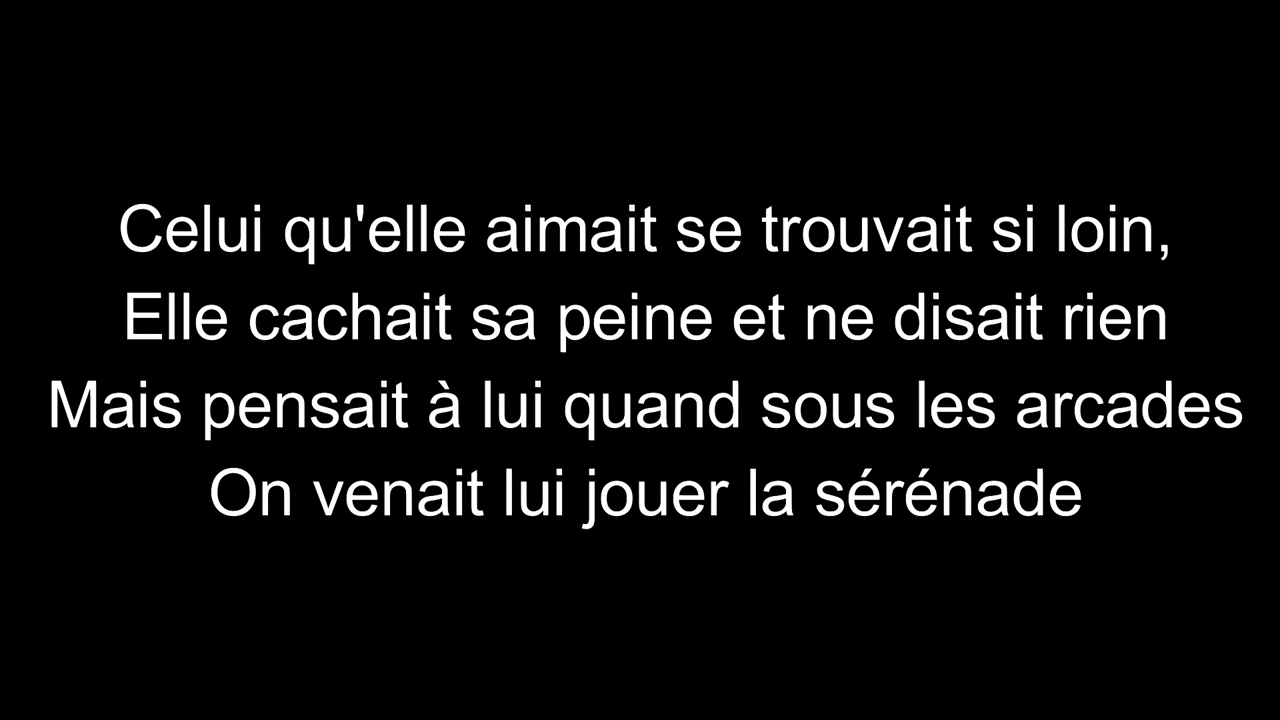 Celui qu'elle aimait se trouvait si loin,
Elle cachait sa peine et ne disait rien
Mais pensait à lui quand sous les arcades
On venait lui jouer la sérénade